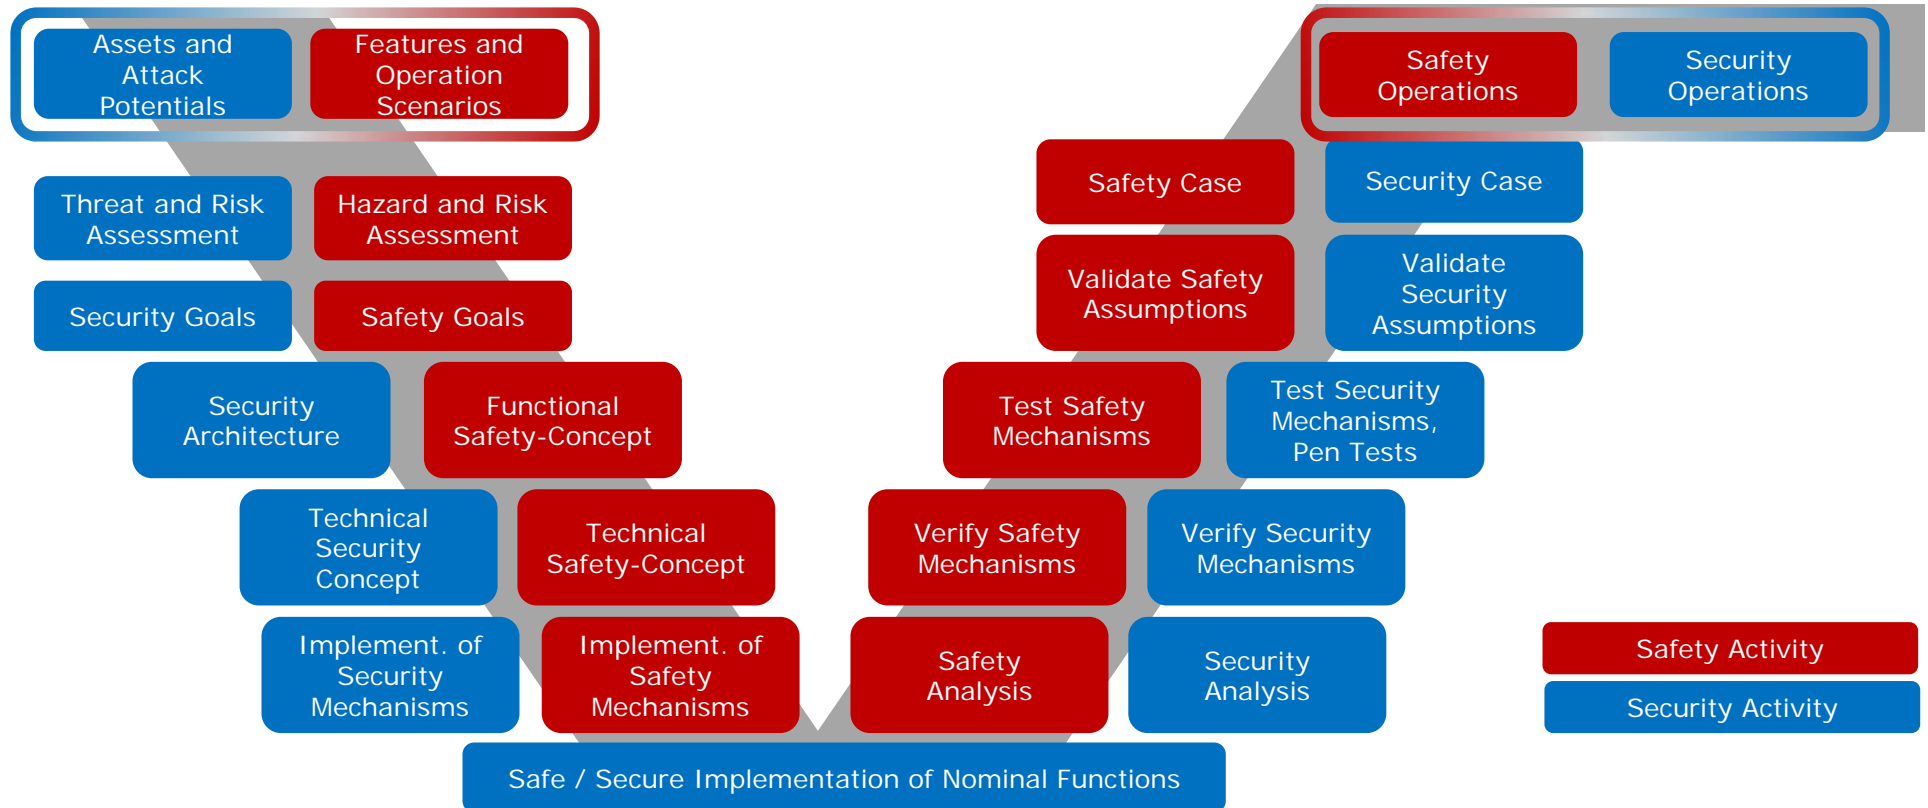 Assets and
Attack
Potentials
Features and
Operation
Scenarios
Safety
Operations
Security
Operations
Threat and Risk
Assessment
Hazard and Risk
Assessment
Safety Case
Security Case
Security Goals
Safety Goals
Validate Safety
Assumptions
Validate
Security
Assumptions
Security
Architecture
Functional
Safety-Concept
Test Safety
Mechanisms
Test Security
Mechanisms,
Pen Tests
Technical
Security
Concept
Technical
Safety-Concept
Verify Safety
Mechanisms
Verify Security
Mechanisms
Implement. of
Security
Mechanisms
Implement. of
Safety
Mechanisms
Safety
Analysis
Security
Analysis
Safety Activity
Security Activity
Safe / Secure Implementation of Nominal Functions